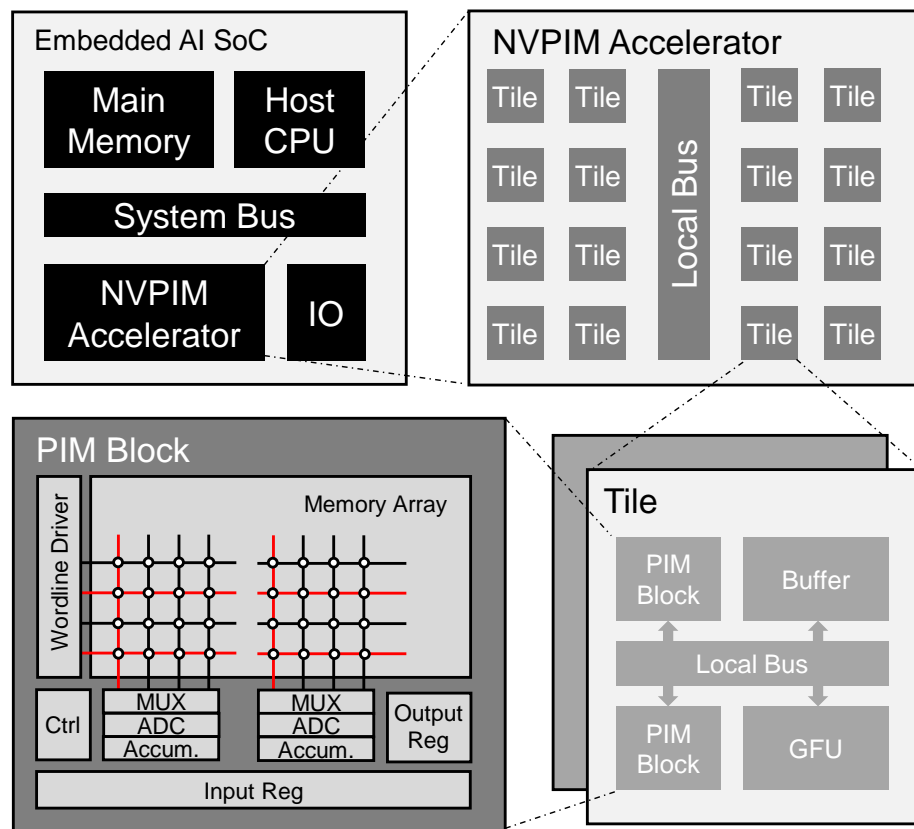 Embedded AI SoC
Main
Memory
Host
CPU
System Bus
NVPIM
Accelerator
IO
NVPIM Accelerator
Tile
Tile
Tile
Tile
Tile
Tile
Tile
Tile
Local Bus
Tile
Tile
Tile
Tile
Tile
Tile
Tile
Tile
PIM Block
Wordline Driver
Memory Array
Ctrl
MUX
ADC
Accum.
MUX
ADC
Accum.
Output
Reg
Input Reg
Tile
PIM
Block
Buffer
Local Bus
PIM
Block
GFU